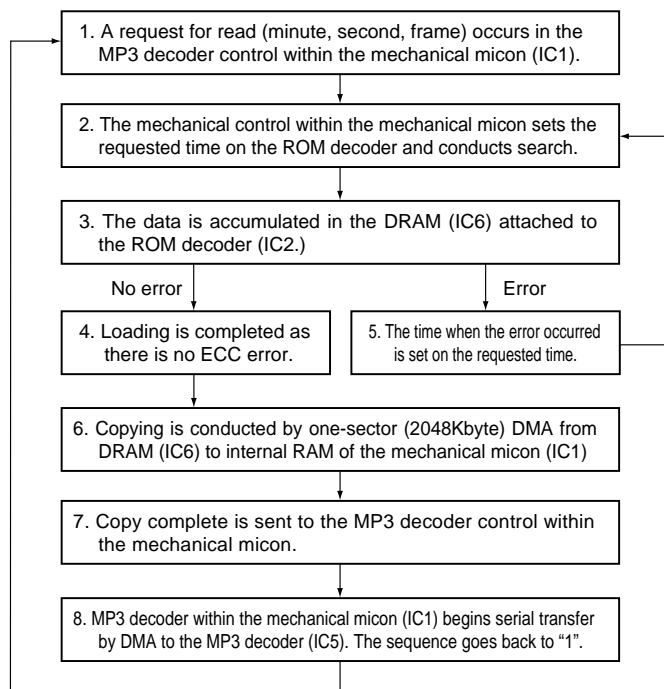 1. A request for read (minute, second, frame) occurs in the
MP3 decoder control within the mechanical micon (IC1).
2. The mechanical control within the mechanical micon sets the
requested time on the ROM decoder and conducts search.
3. The data is accumulated in the DRAM (IC6) attached to
the ROM decoder (IC2.)
No error
Error
4. Loading is completed as
there is no ECC error.
5. The time when the error occurred
is set on the requested time.
6. Copying is conducted by one-sector (2048Kbyte) DMA from
DRAM (IC6) to internal RAM of the mechanical micon (IC1)
7. Copy complete is sent to the MP3 decoder control within
the mechanical micon.
8. MP3 decoder within the mechanical micon (IC1) begins serial transfer
by DMA to the MP3 decoder (IC5). The sequence goes back to “1”.